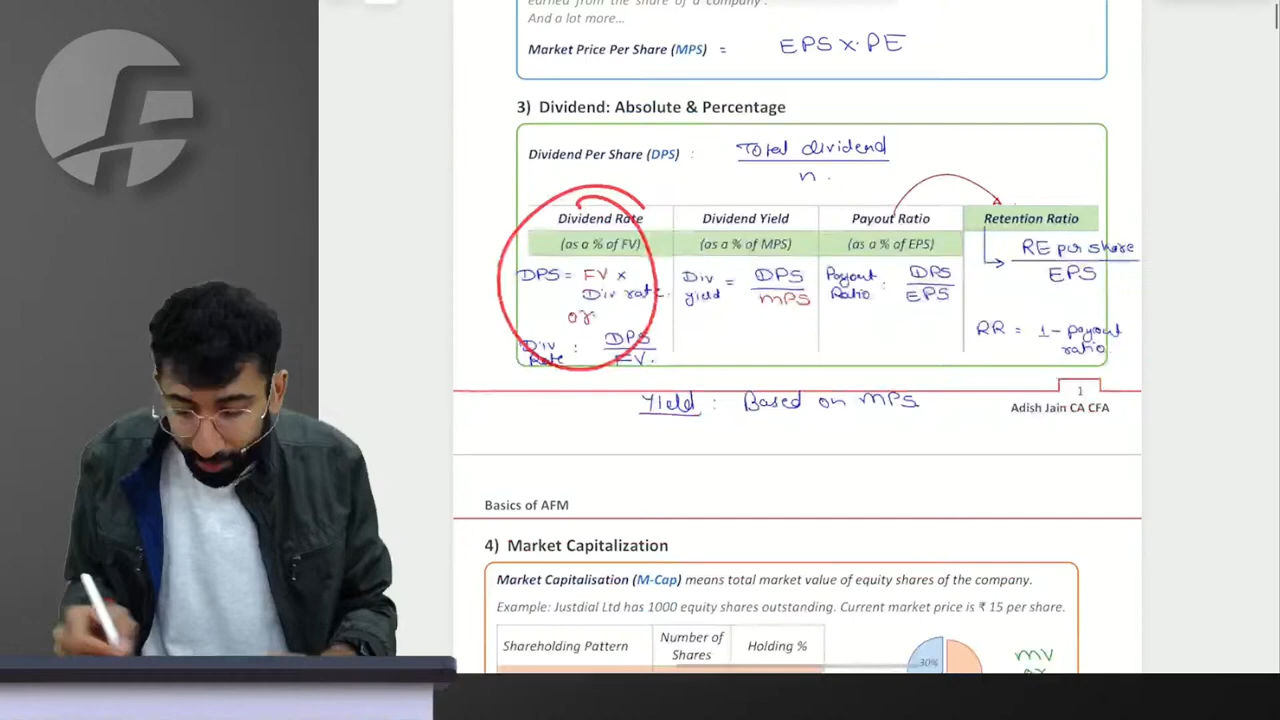 earned from the share of a company".
And a lot more…
Market Price Per Share (MPS) = EPS x PE
3) Dividend: Absolute & Percentage
Dividend Per Share (DPS) : Total dividend
n.
Dividend Rate Dividend Yield Payout Ratio Retention Ratio
(as a % of FV) (as a % of MPS) (as a % of EPS) RE per share
EPS
DPS = FV x
Div rate.
or
Div Rate : DPS
FV.
Div yield = DPS
MPS
Payout Ratio : DPS
EPS
RR = 1 - payout
ratio
Yield : Based on MPS
1
Adish Jain CA CFA
Basics of AFM
4) Market Capitalization
Market Capitalisation (M-Cap) means total market value of equity shares of the company.
Example: Justdial Ltd has 1000 equity shares outstanding. Current market price is ₹ 15 per share.
Shareholding Pattern Number of Shares Holding %
30%
MV